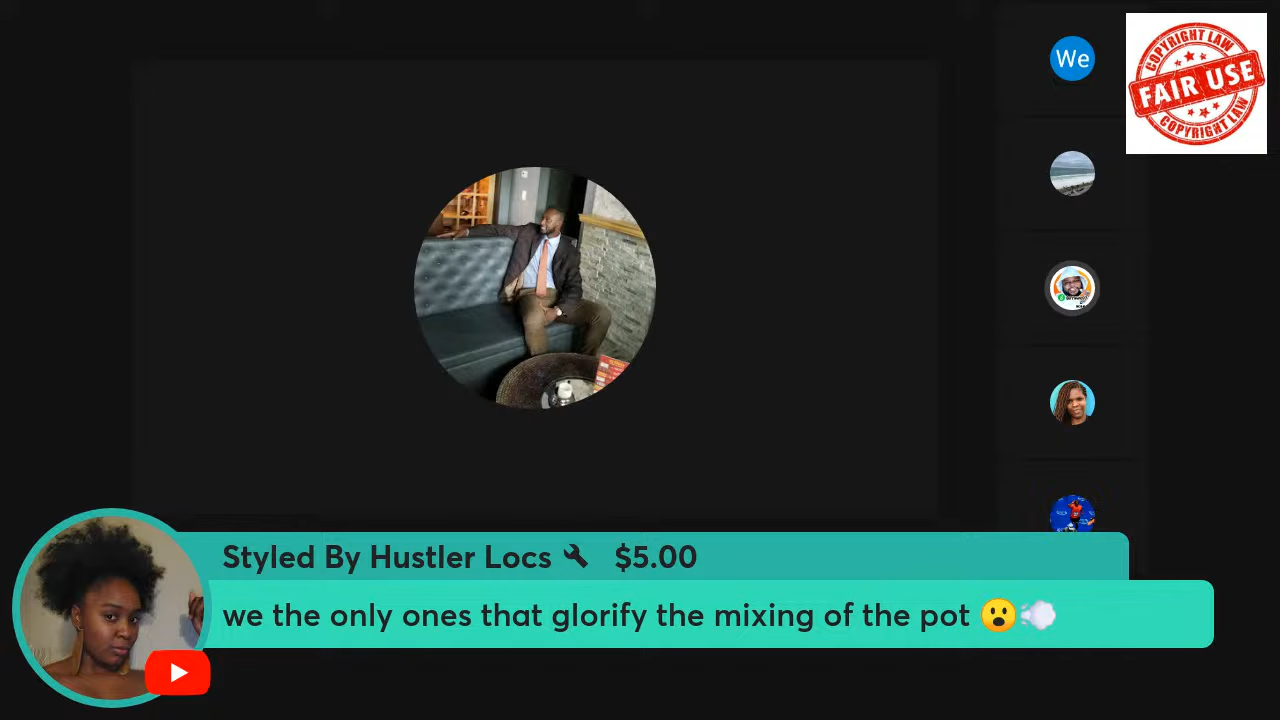 We
COPYRIGHT LAW
FAIR USE
COPYRIGHT LAW
Styled By Hustler Locs 🔧 $5.00
we the only ones that glorify the mixing of the pot 😮💨